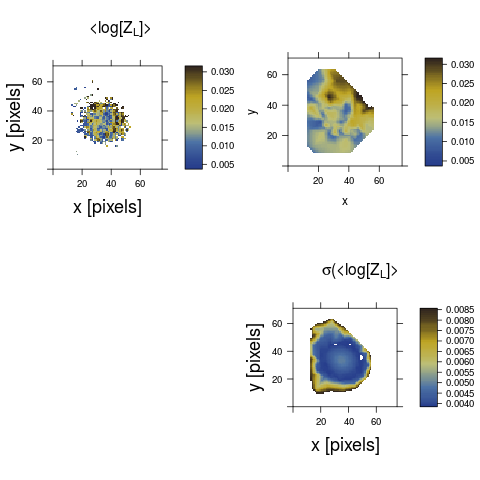 <log[Z_L]>
60
40
20
20 40 60
y [pixels]
x [pixels]
0.030
0.025
0.020
0.015
0.010
0.005
60
40
20
20 40 60
y
x
0.030
0.025
0.020
0.015
0.010
0.005
σ(<log[Z_L]>
60
40
20
20 40 60
y [pixels]
x [pixels]
0.0085
0.0080
0.0075
0.0070
0.0065
0.0060
0.0055
0.0050
0.0045
0.0040